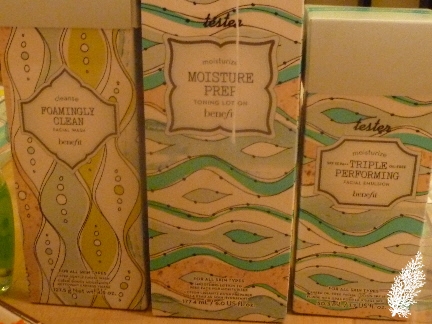 cleanse
FOAMINGLY
CLEAN
FACIAL WASH
benefit
FOR ALL SKIN TYPES
tester
moisturize
MOISTURE
PREP
TONING LOTION
benefit
FOR ALL SKIN TYPES
tester
moisturize
TRIPLE
PERFORMING
FACIAL EMULSION
benefit
FOR ALL SKIN TYPES